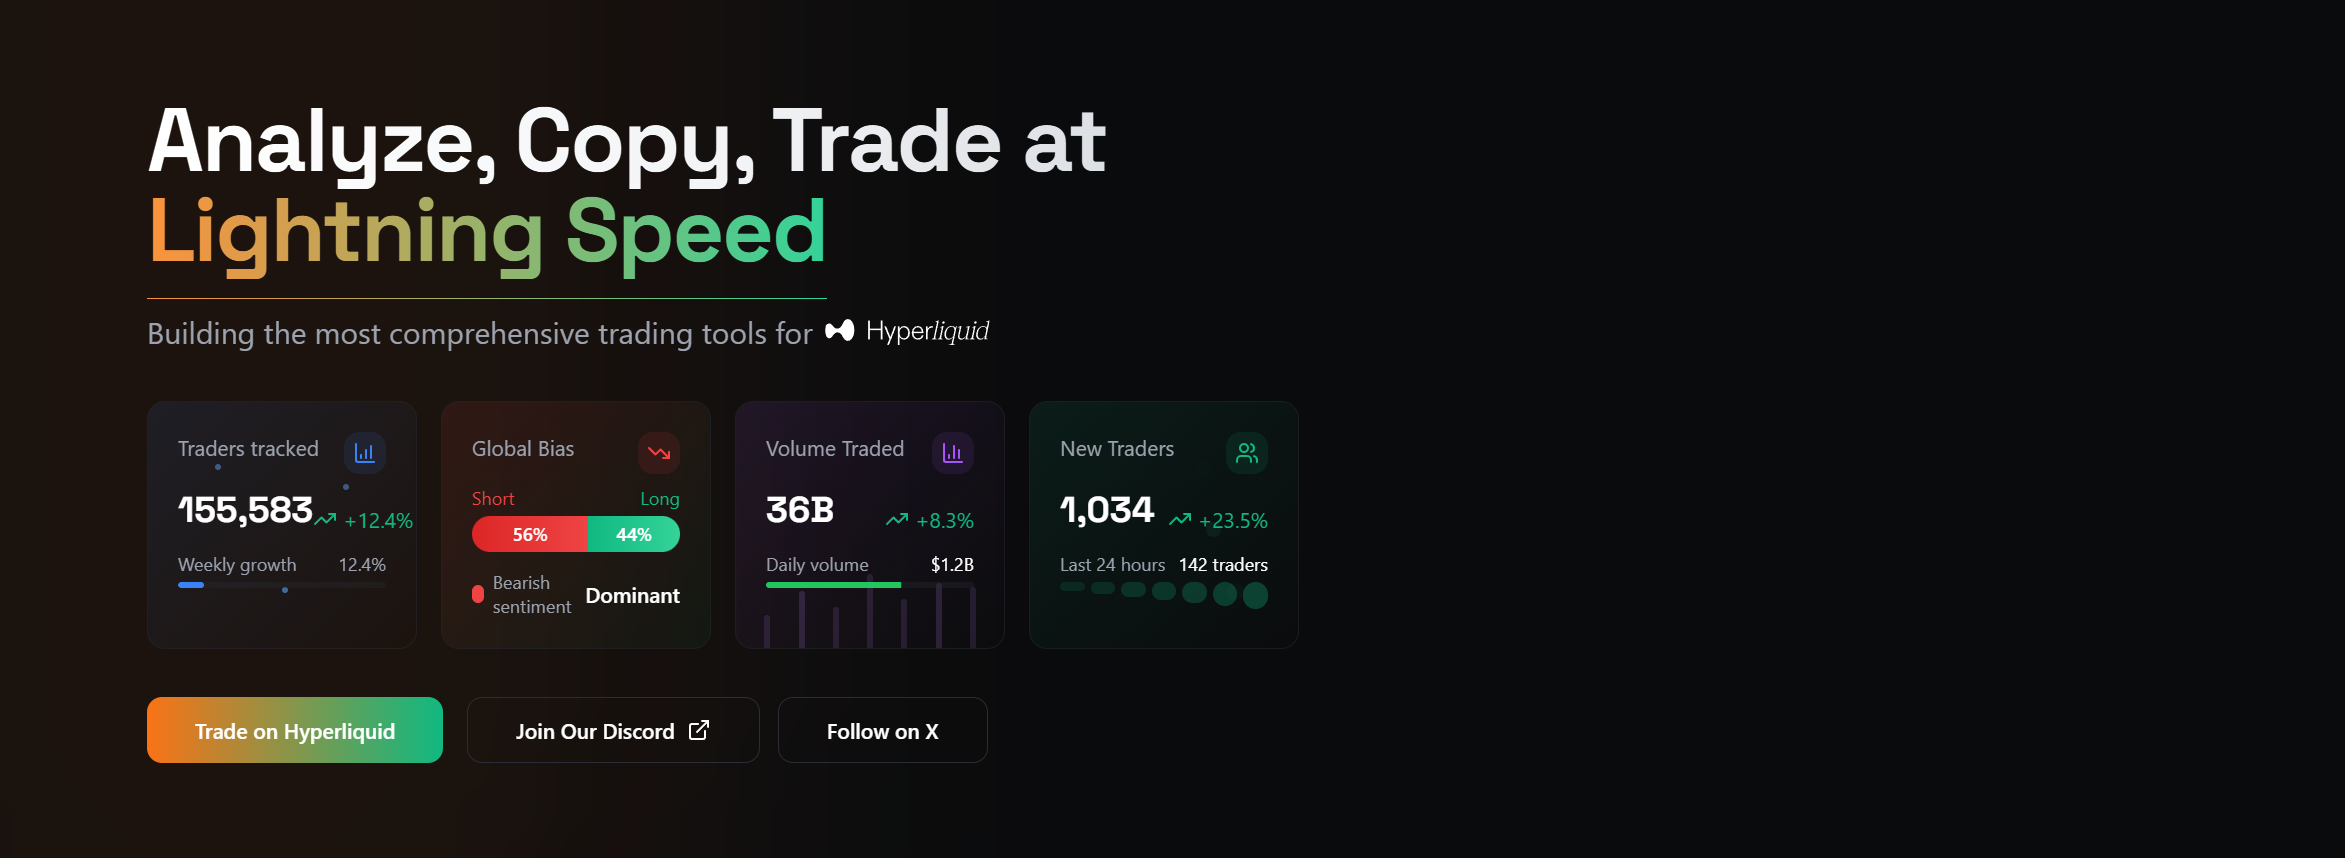 Analyze, Copy, Trade at
Lightning Speed
Building the most comprehensive trading tools for Hyperliquid
Traders tracked
155,583 +12.4%
Weekly growth 12.4%
Global Bias
Short Long
56% 44%
Bearish
sentiment Dominant
Volume Traded
36B +8.3%
Daily volume $1.2B
New Traders
1,034 +23.5%
Last 24 hours 142 traders
Trade on Hyperliquid
Join Our Discord
Follow on X